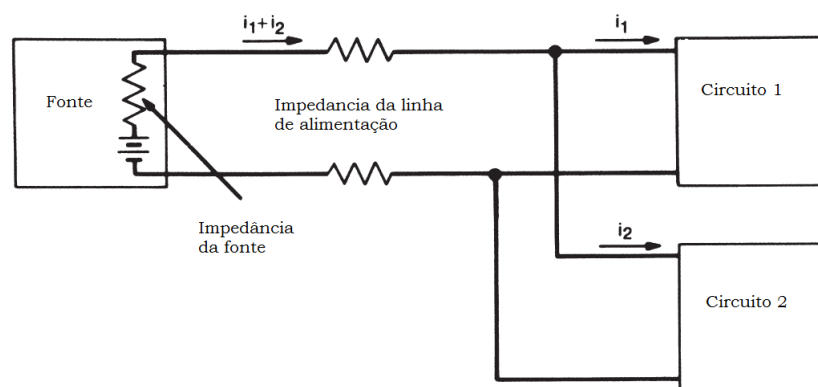 i1+i2
i1
Fonte
Impedancia da linha
de alimentação
Circuito 1
Impedância
da fonte
i2
Circuito 2